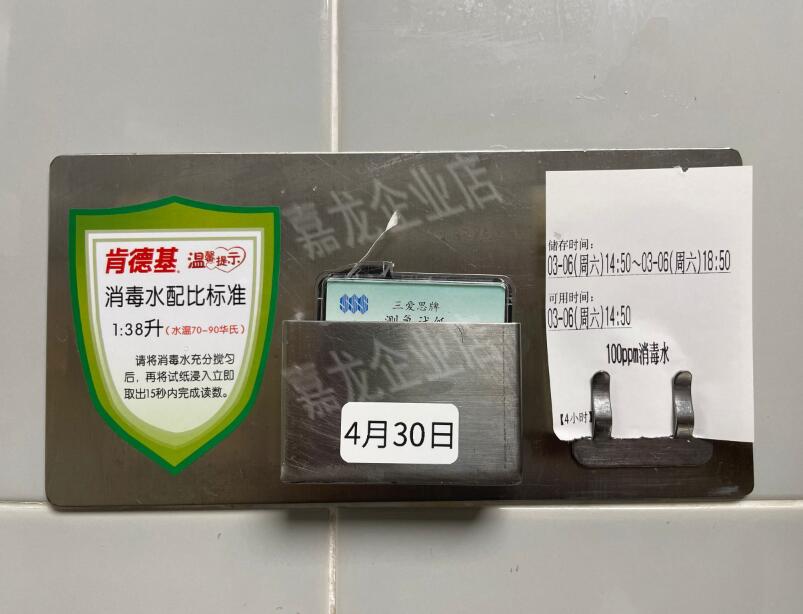 嘉龙企业店
肯德基 温馨提示
消毒水配比标准
1:38升(水温70-90华氏)
请将消毒水充分搅匀
后，再将试纸浸入立即
取出15秒内完成读数。
SSS 三爱思牌
测氯试纸
嘉龙企业店
4月30日
储存时间:
03-06(周六)14:50~03-06(周六)18:50
可用时间:
03-06(周六)14:50
100ppm消毒水
【4小时】